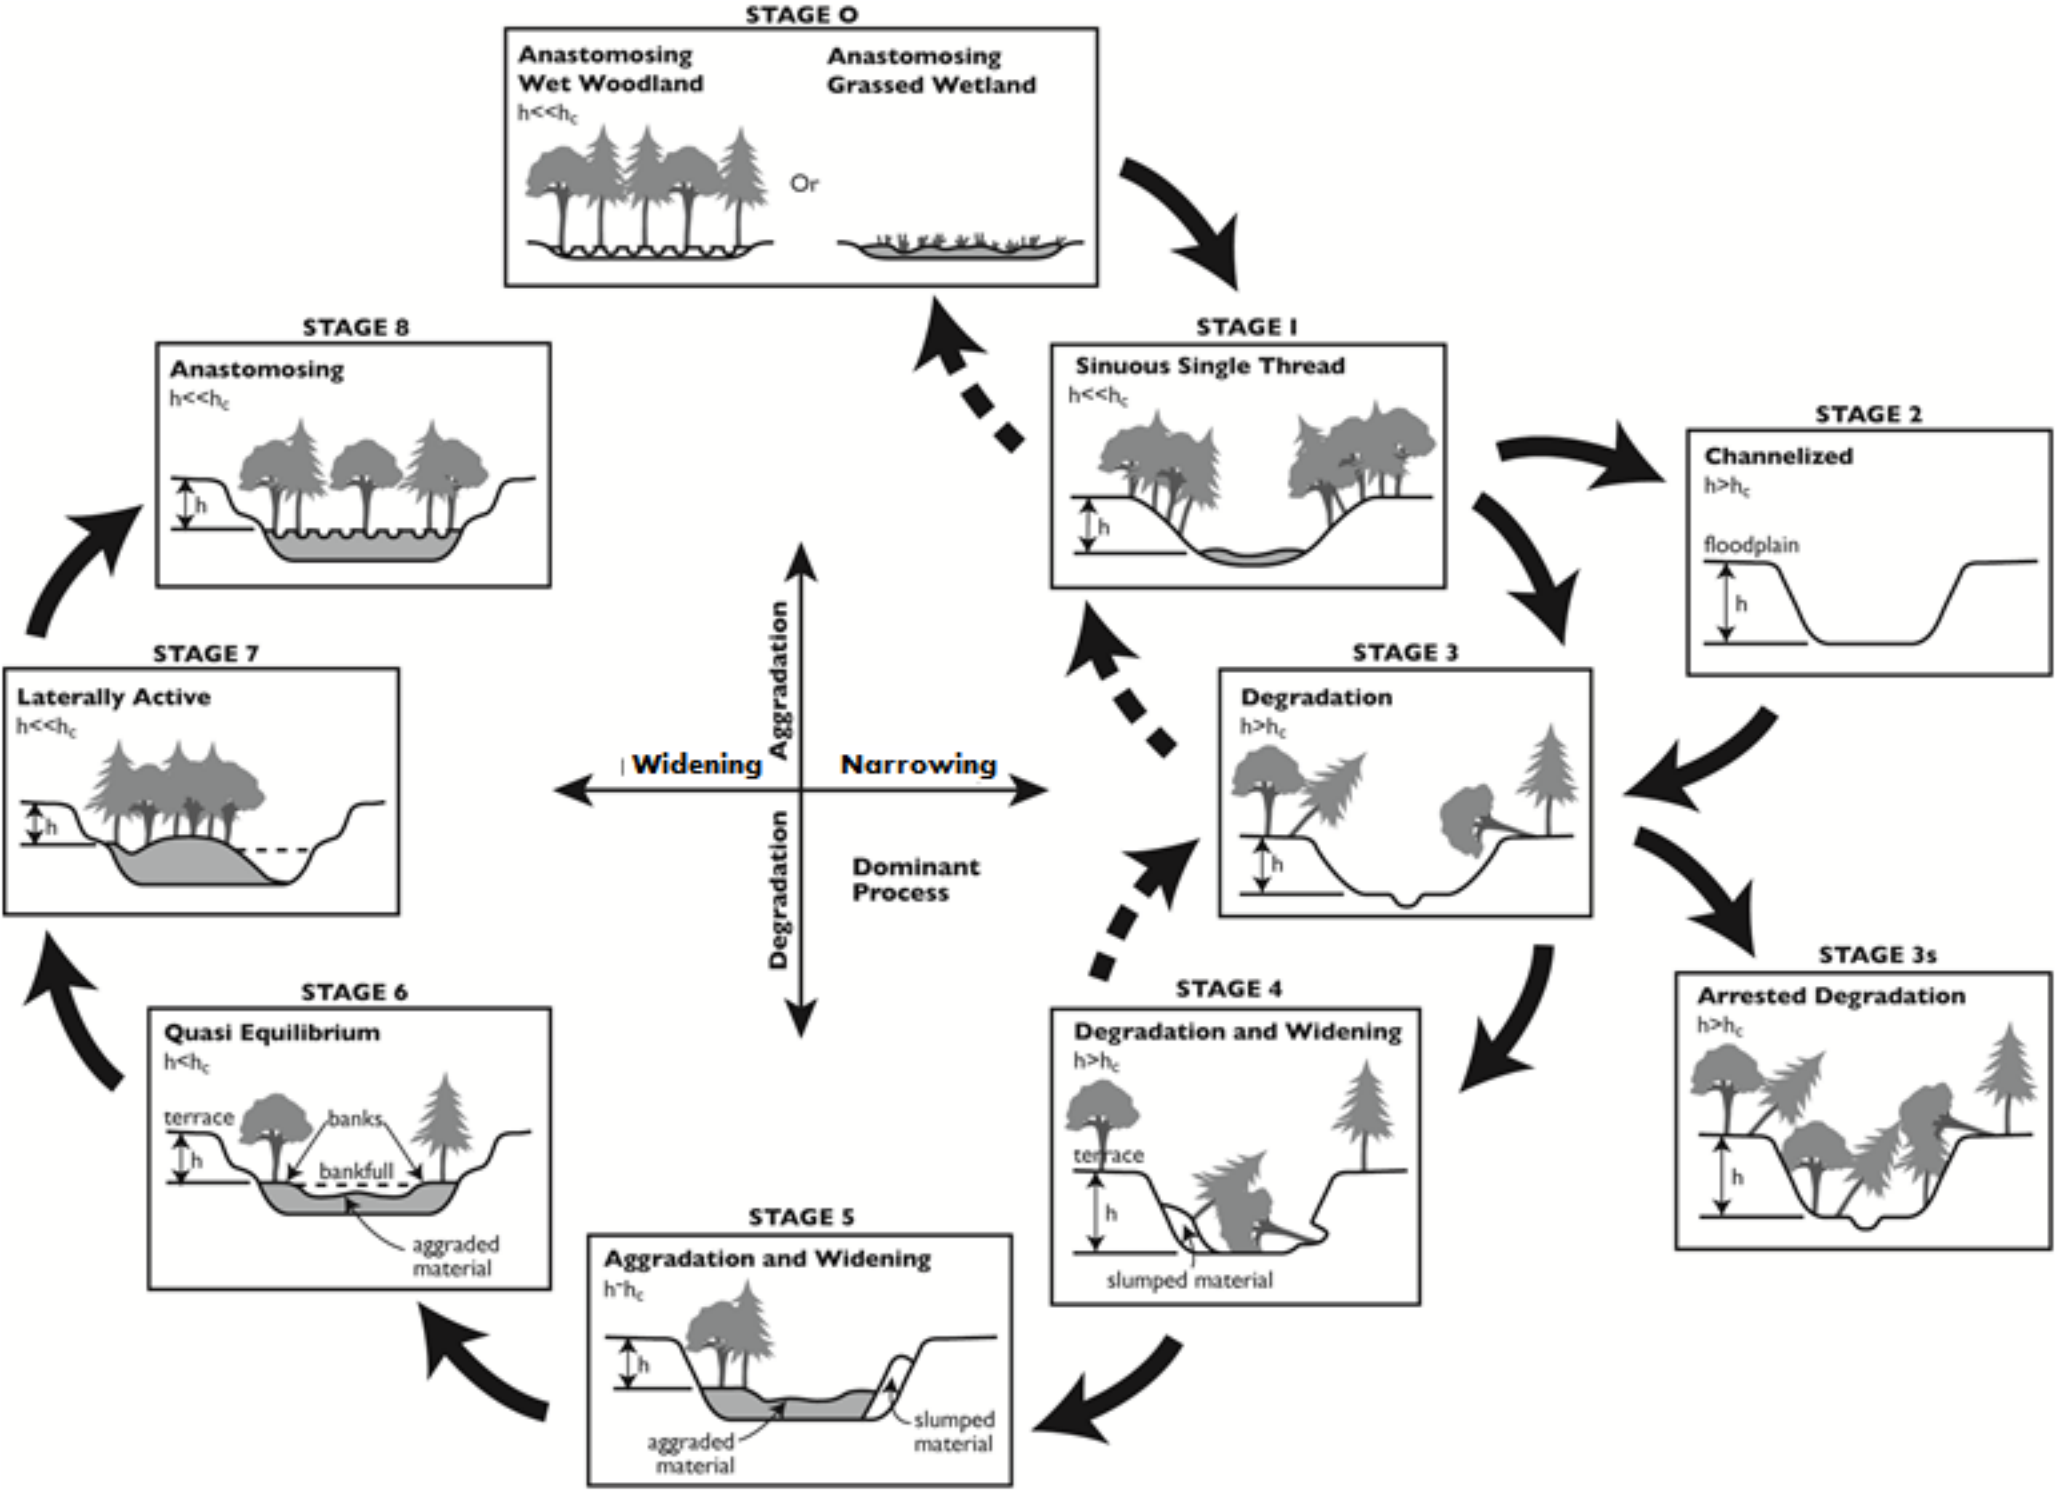 STAGE O
Anastomosing
Wet Woodland
h<<hc
Anastomosing
Grassed Wetland
Or
STAGE 1
Sinuous Single Thread
h<<hc
h
STAGE 2
Channelized
h>hc
floodplain
h
STAGE 8
Anastomosing
h<<hc
h
STAGE 7
Laterally Active
h<<hc
h
Aggradation
Widening
Narrowing
Degradation
Dominant
Process
STAGE 3
Degradation
h>hc
h
STAGE 3s
Arrested Degradation
h>hc
h
STAGE 4
Degradation and Widening
h>hc
terrace
h
slumped material
STAGE 6
Quasi Equilibrium
h<hc
terrace
banks
h
bankfull
aggraded
material
STAGE 5
Aggradation and Widening
h~hc
h
aggraded
material
slumped
material